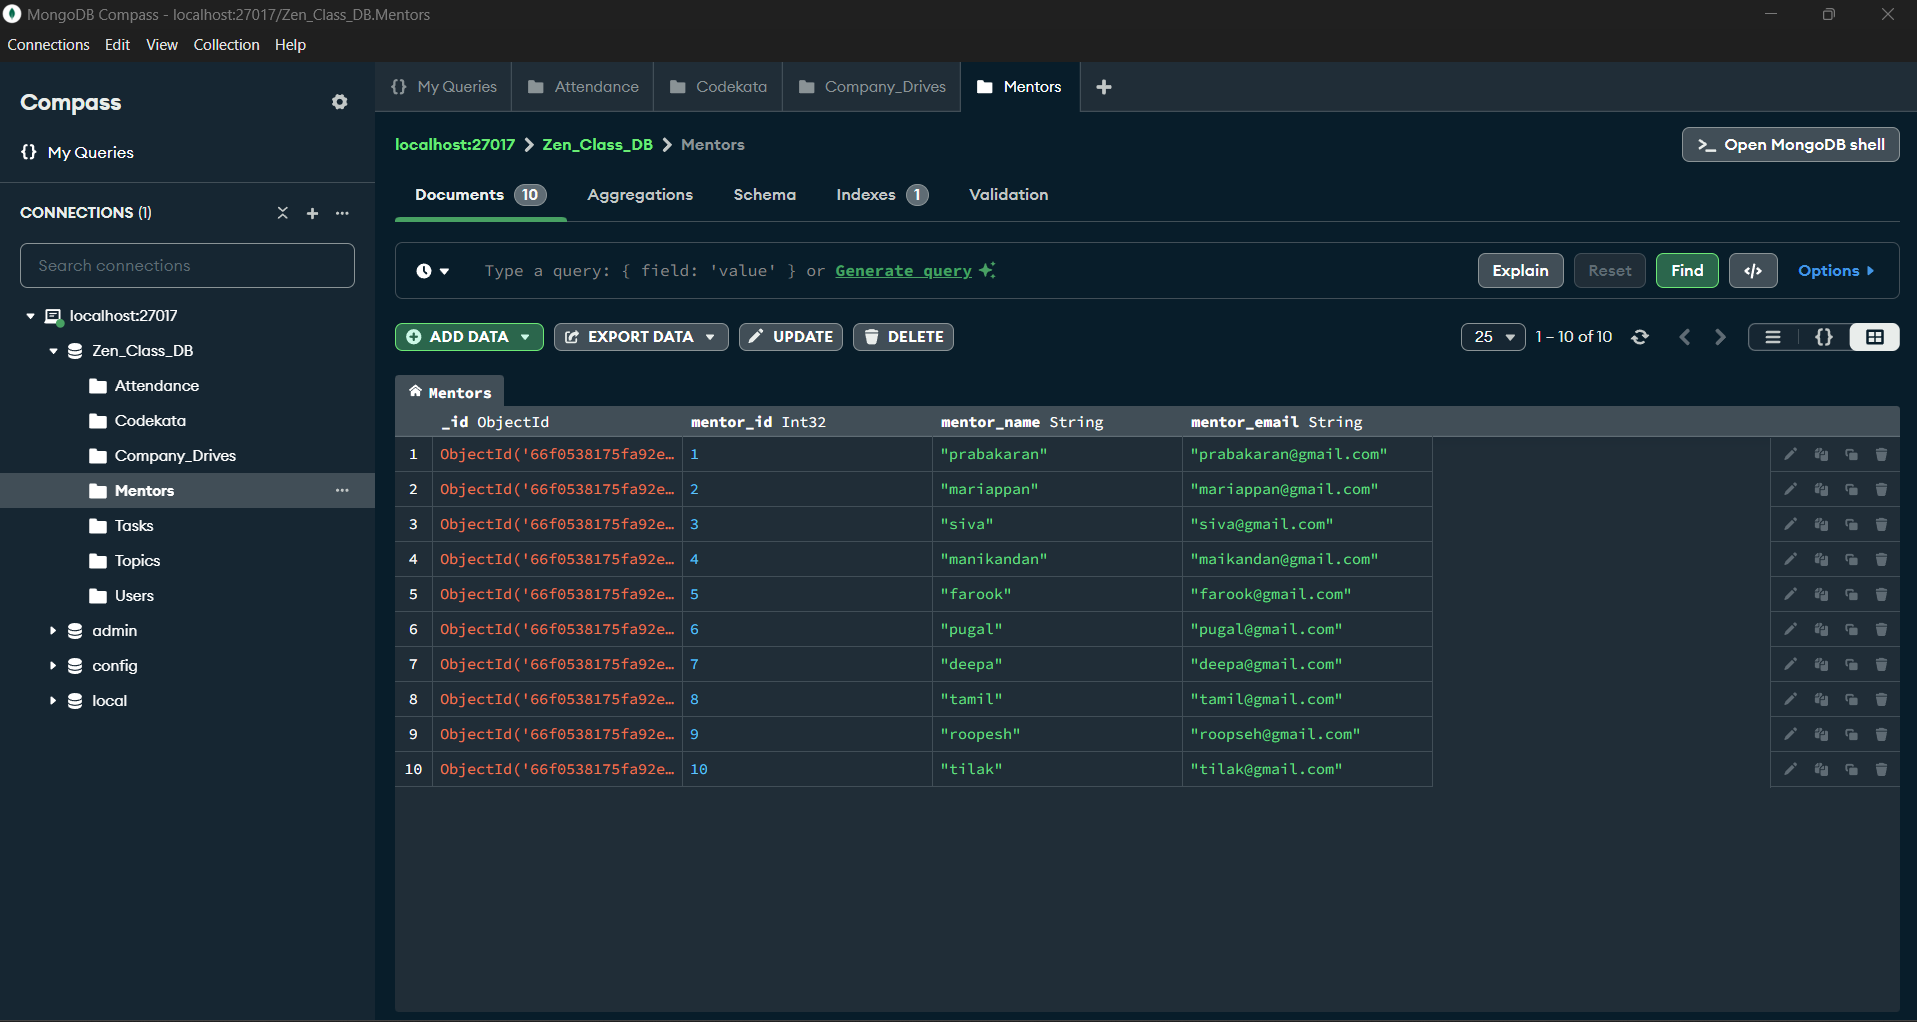 MongoDB Compass - localhost:27017/Zen_Class_DB.Mentors
Connections Edit View Collection Help
Compass
{} My Queries
CONNECTIONS (1)
Search connections
localhost:27017
Zen_Class_DB
Attendance
Codekata
Company_Drives
Mentors
Tasks
Topics
Users
admin
config
local
{} My Queries Attendance Codekata Company_Drives Mentors +
localhost:27017 > Zen_Class_DB > Mentors
>_ Open MongoDB shell
Documents 10 Aggregations Schema Indexes 1 Validation
Type a query: { field: 'value' } or Generate query
Explain Reset Find </> Options
ADD DATA EXPORT DATA UPDATE DELETE
25 1 – 10 of 10 {}
Mentors
_id ObjectId mentor_id Int32 mentor_name String mentor_email String
1 ObjectId('66f0538175fa92e… 1 "prabakaran" "prabakaran@gmail.com"
2 ObjectId('66f0538175fa92e… 2 "mariappan" "mariappan@gmail.com"
3 ObjectId('66f0538175fa92e… 3 "siva" "siva@gmail.com"
4 ObjectId('66f0538175fa92e… 4 "manikandan" "maikandan@gmail.com"
5 ObjectId('66f0538175fa92e… 5 "farook" "farook@gmail.com"
6 ObjectId('66f0538175fa92e… 6 "pugal" "pugal@gmail.com"
7 ObjectId('66f0538175fa92e… 7 "deepa" "deepa@gmail.com"
8 ObjectId('66f0538175fa92e… 8 "tamil" "tamil@gmail.com"
9 ObjectId('66f0538175fa92e… 9 "roopesh" "roopseh@gmail.com"
10 ObjectId('66f0538175fa92e… 10 "tilak" "tilak@gmail.com"